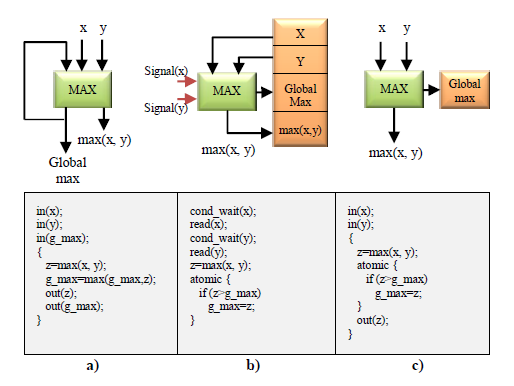 x y
MAX
max(x, y)
Global
max
Signal(x)
Signal(y)
MAX
max(x, y)
X
Y
Global
Max
max(x,y)
x y
MAX
Global
max
max(x, y)
in(x);
in(y);
in(g_max);
{
z=max(x, y);
g_max=max(g_max,z);
out(z);
out(g_max);
}
cond_wait(x);
read(x);
cond_wait(y);
read(y);
z=max(x, y);
atomic {
if (z>g_max)
g_max=z;
}
in(x);
in(y);
{
z=max(x, y);
atomic {
if (z>g_max)
g_max=z;
}
out(z);
}
a)
b)
c)